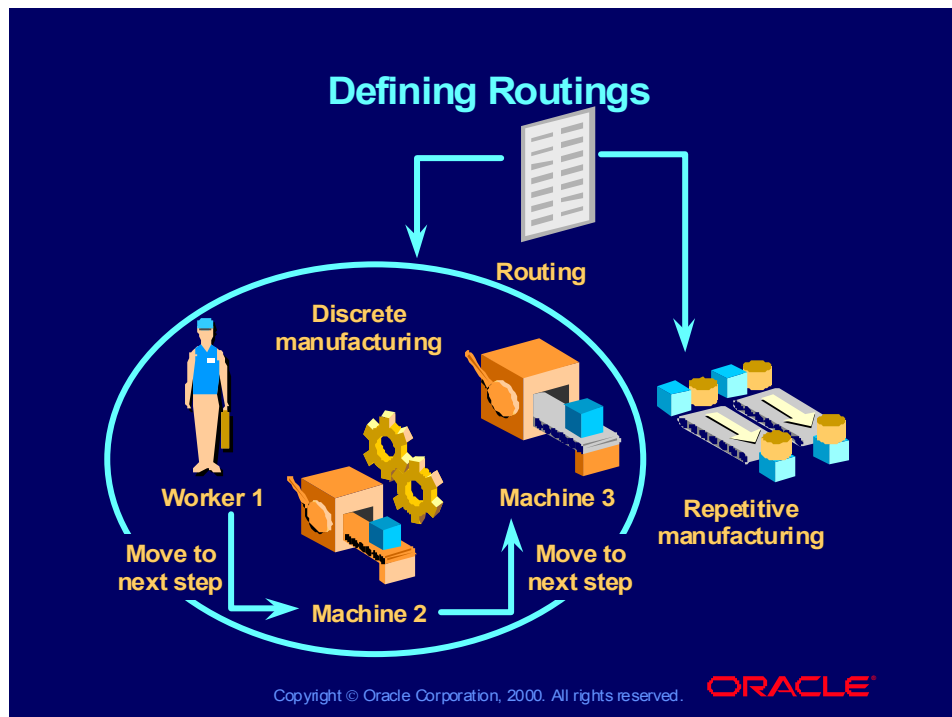 Defining Routings
Routing
Discrete
manufacturing
Worker 1
Machine 3
Repetitive
manufacturing
Move to
next step
Move to
next step
Machine 2
Copyright © Oracle Corporation, 2000. All rights reserved.
ORACLE®